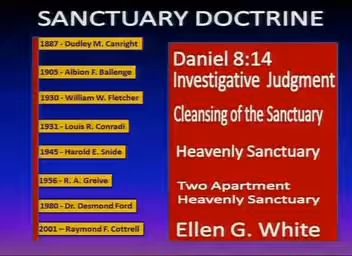 SANCTUARY DOCTRINE
1887 - Dudley M. Canright
1905 - Albion F. Ballenge
1930 - William W. Fletcher
1931 - Louis R. Conradi
1945 - Harold E. Snide
1956 - R. A. Greive
1980 - Dr. Desmond Ford
2001 – Raymond F. Cottrell
Daniel 8:14
Investigative Judgment
Cleansing of the Sanctuary
Heavenly Sanctuary
Two Apartment
Heavenly Sanctuary
Ellen G. White